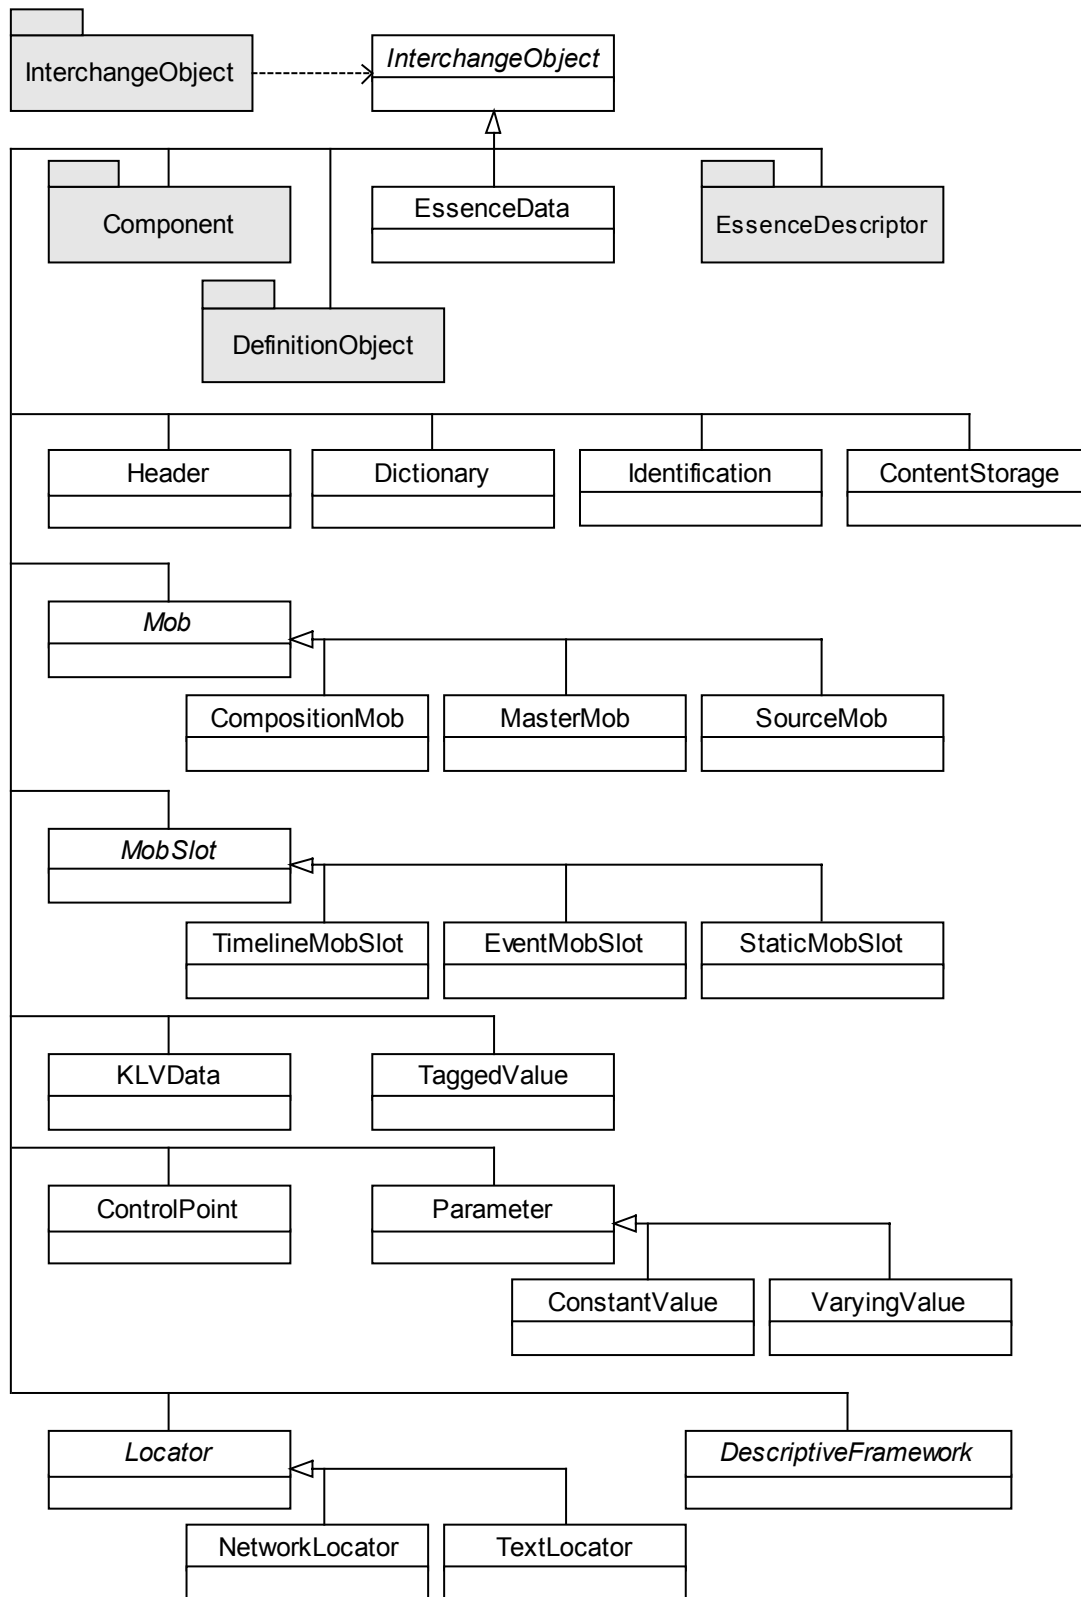 InterchangeObject
InterchangeObject
Component
EssenceData
EssenceDescriptor
DefinitionObject
Header
Dictionary
Identification
ContentStorage
Mob
CompositionMob
MasterMob
SourceMob
MobSlot
TimelineMobSlot
EventMobSlot
StaticMobSlot
KLVData
TaggedValue
ControlPoint
Parameter
ConstantValue
VaryingValue
Locator
DescriptiveFramework
NetworkLocator
TextLocator